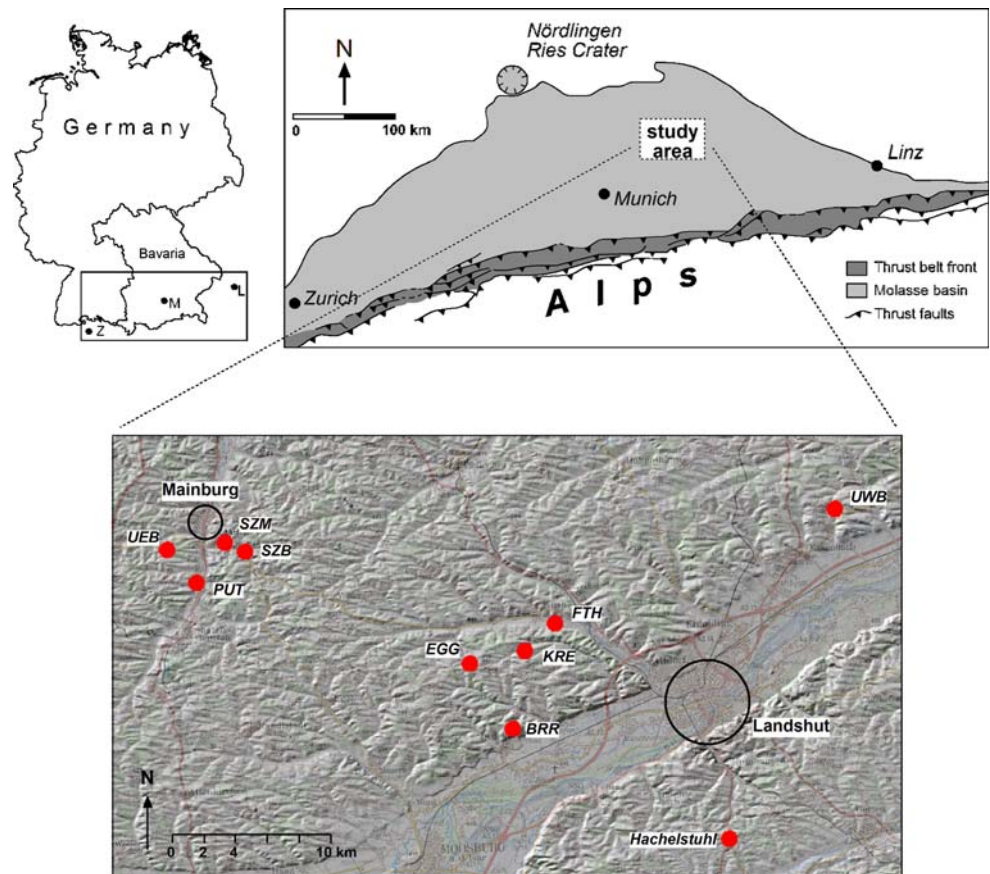 Germany
Bavaria
L
M
Z
Nördlingen
Ries Crater
N
0 100 km
study
area
Linz
Munich
Zurich
Alps
Thrust belt front
Molasse basin
Thrust faults
Mainburg
SZM
UEB
SZB
PUT
UWB
FTH
EGG
KRE
BRR
Landshut
N
0 2 4 10 km
MOOSBURG
Hachelstuhl